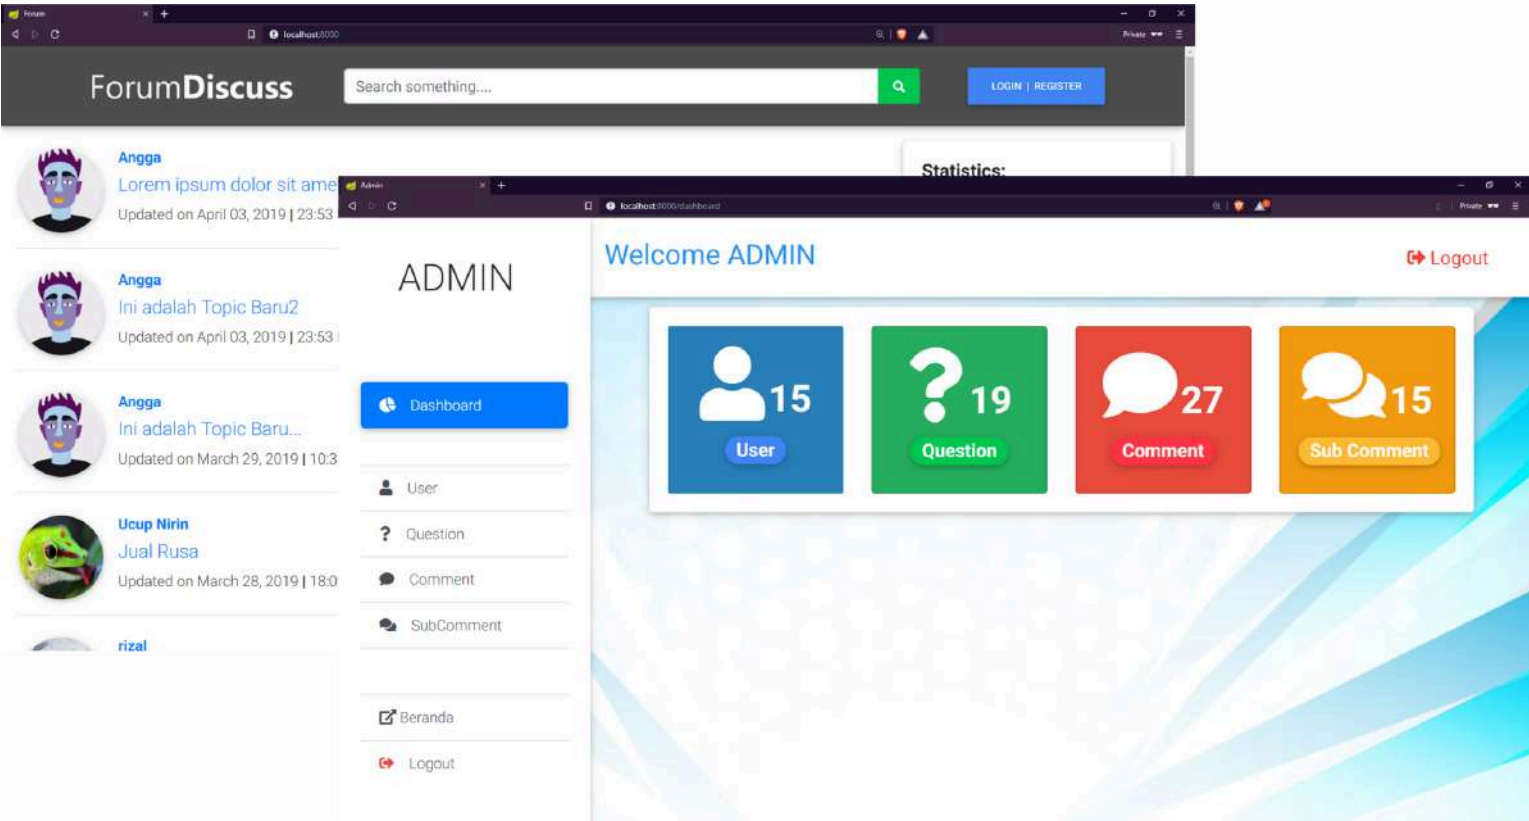 Forum
localhost:8000
Private
ForumDiscuss
Search something....
LOGIN | REGISTER
Angga
Lorem ipsum dolor sit ame
Updated on April 03, 2019 | 23:53
Statistics:
Angga
Ini adalah Topic Baru2
Updated on April 03, 2019 | 23:53
Angga
Ini adalah Topic Baru...
Updated on March 29, 2019 | 10:3
Ucup Nirin
Jual Rusa
Updated on March 28, 2019 | 18:0
rizal
Admin
localhost:8000/dashboard
Private
ADMIN
Dashboard
User
Question
Comment
SubComment
Beranda
Logout
Welcome ADMIN
Logout
15
User
19
Question
27
Comment
15
Sub Comment